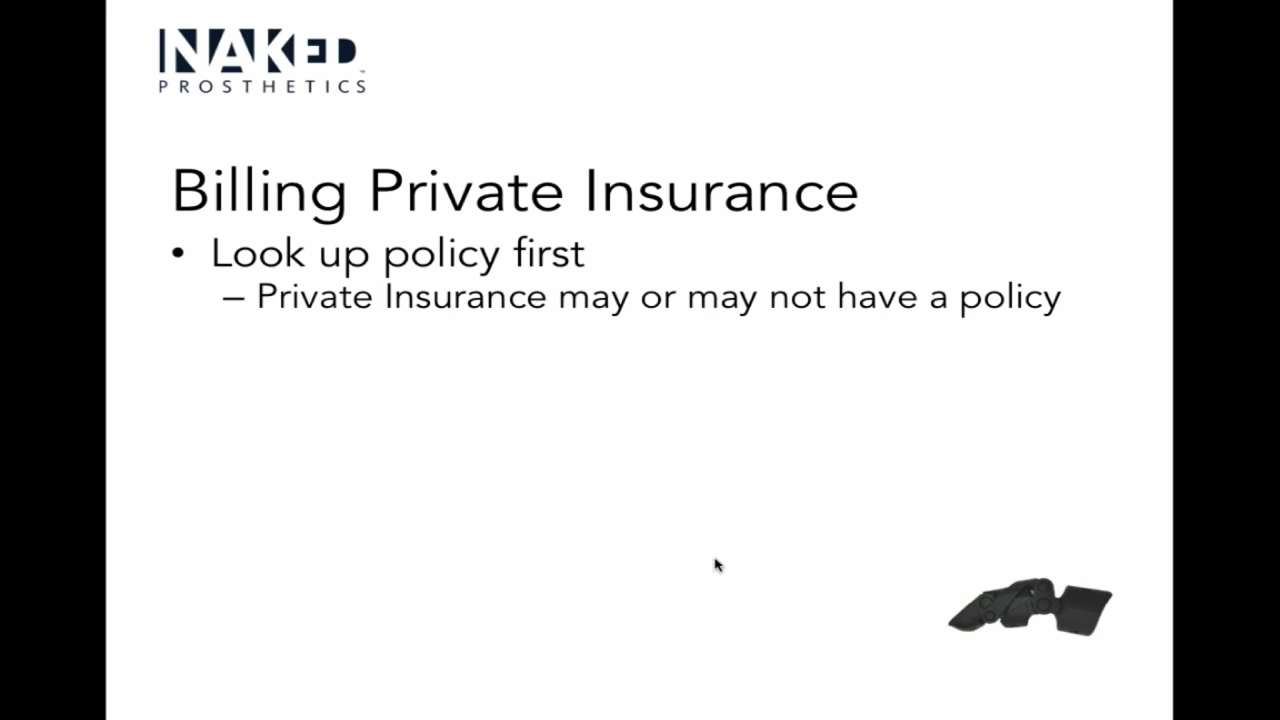 NAKED
PROSTHETICS
Billing Private Insurance
• Look up policy first
– Private Insurance may or may not have a policy